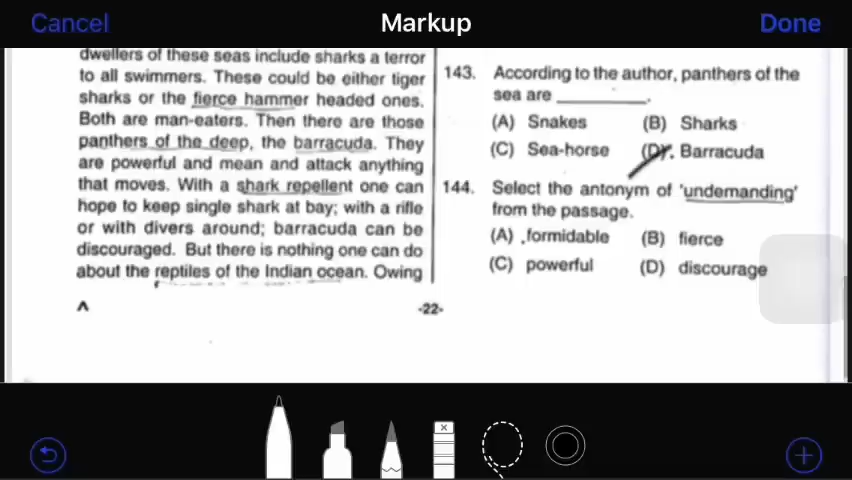 Cancel
Markup
Done
dwellers of these seas include sharks a terror
to all swimmers. These could be either tiger
sharks or the fierce hammer headed ones.
Both are man-eaters. Then there are those
panthers of the deep, the barracuda. They
are powerful and mean and attack anything
that moves. With a shark repellent one can
hope to keep single shark at bay; with a rifle
or with divers around; barracuda can be
discouraged. But there is nothing one can do
about the reptiles of the Indian ocean. Owing
143. According to the author, panthers of the
sea are __________.
(A) Snakes (B) Sharks
(C) Sea-horse (D) Barracuda
144. Select the antonym of 'undemanding'
from the passage.
(A) formidable (B) fierce
(C) powerful (D) discourage
-22-